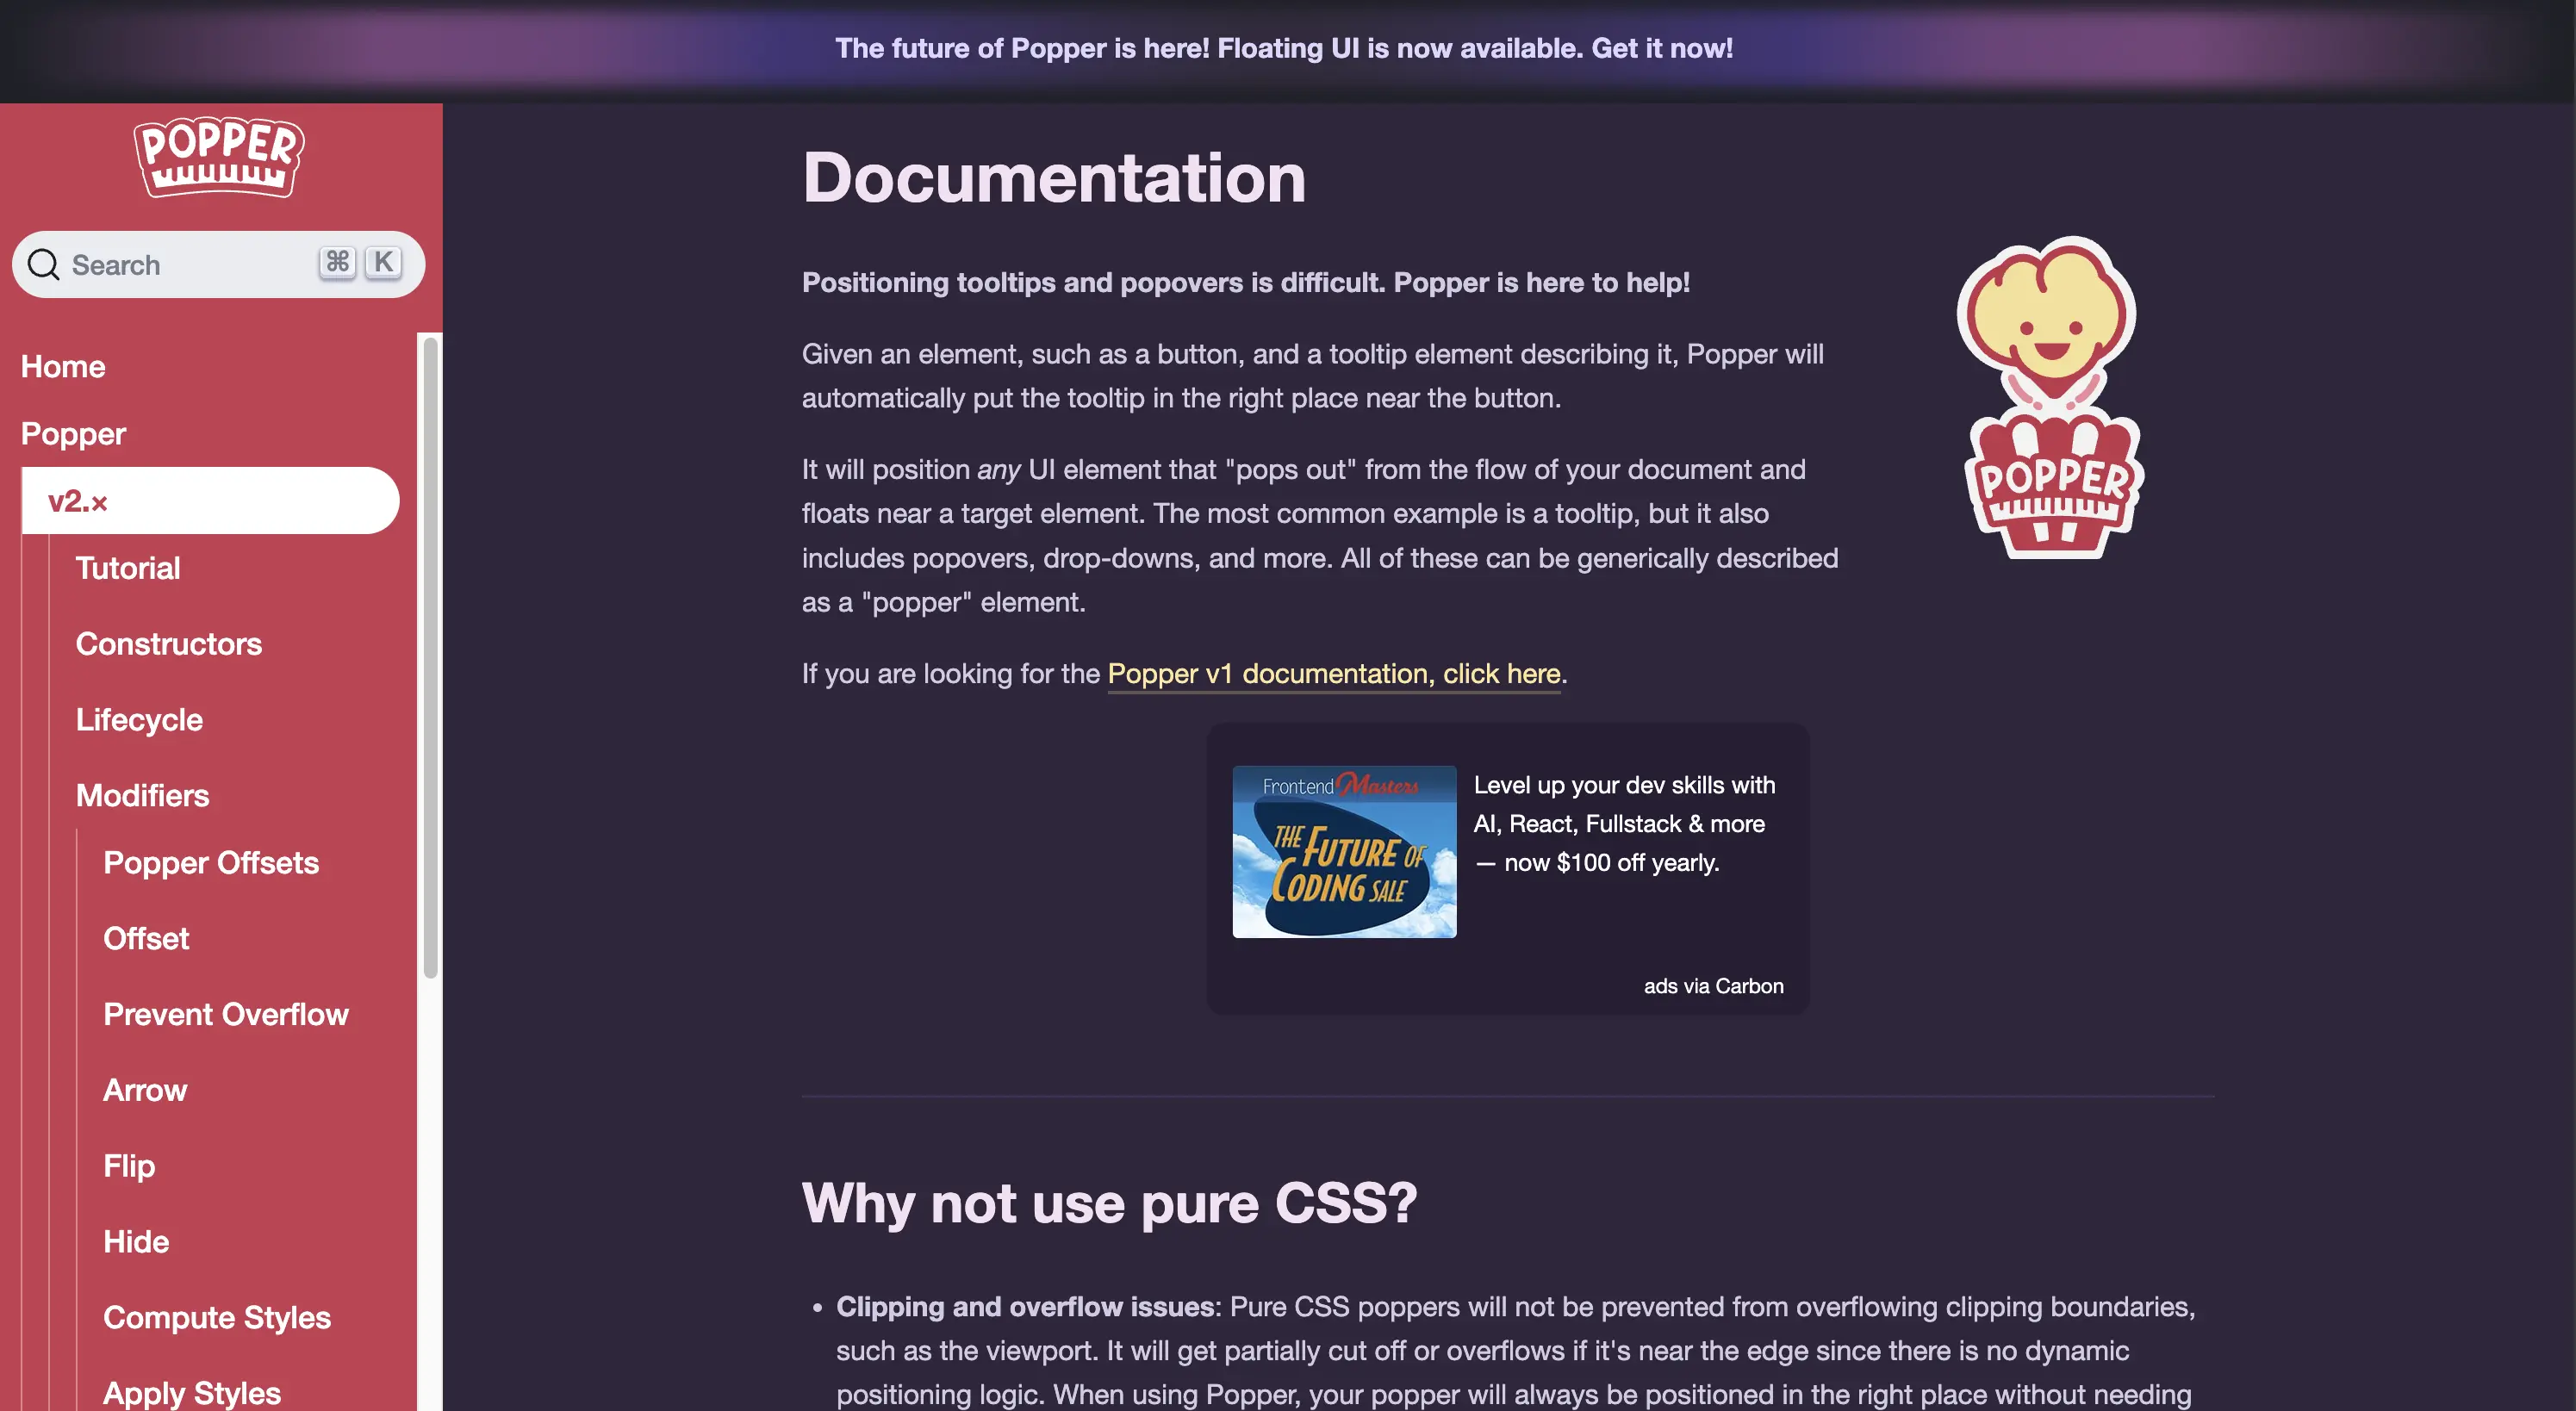 The future of Popper is here! Floating UI is now available. Get it now!
POPPER
Search ⌘ K
Home
Popper
v2.×
Tutorial
Constructors
Lifecycle
Modifiers
Popper Offsets
Offset
Prevent Overflow
Arrow
Flip
Hide
Compute Styles
Apply Styles
Documentation
Positioning tooltips and popovers is difficult. Popper is here to help!
Given an element, such as a button, and a tooltip element describing it, Popper will
automatically put the tooltip in the right place near the button.
It will position any UI element that "pops out" from the flow of your document and
floats near a target element. The most common example is a tooltip, but it also
includes popovers, drop-downs, and more. All of these can be generically described
as a "popper" element.
If you are looking for the Popper v1 documentation, click here.
POPPER
Frontend Masters
THE FUTURE OF
CODING SALE
Level up your dev skills with
AI, React, Fullstack & more
— now $100 off yearly.
ads via Carbon
Why not use pure CSS?
• Clipping and overflow issues: Pure CSS poppers will not be prevented from overflowing clipping boundaries,
such as the viewport. It will get partially cut off or overflows if it's near the edge since there is no dynamic
positioning logic. When using Popper, your popper will always be positioned in the right place without needing